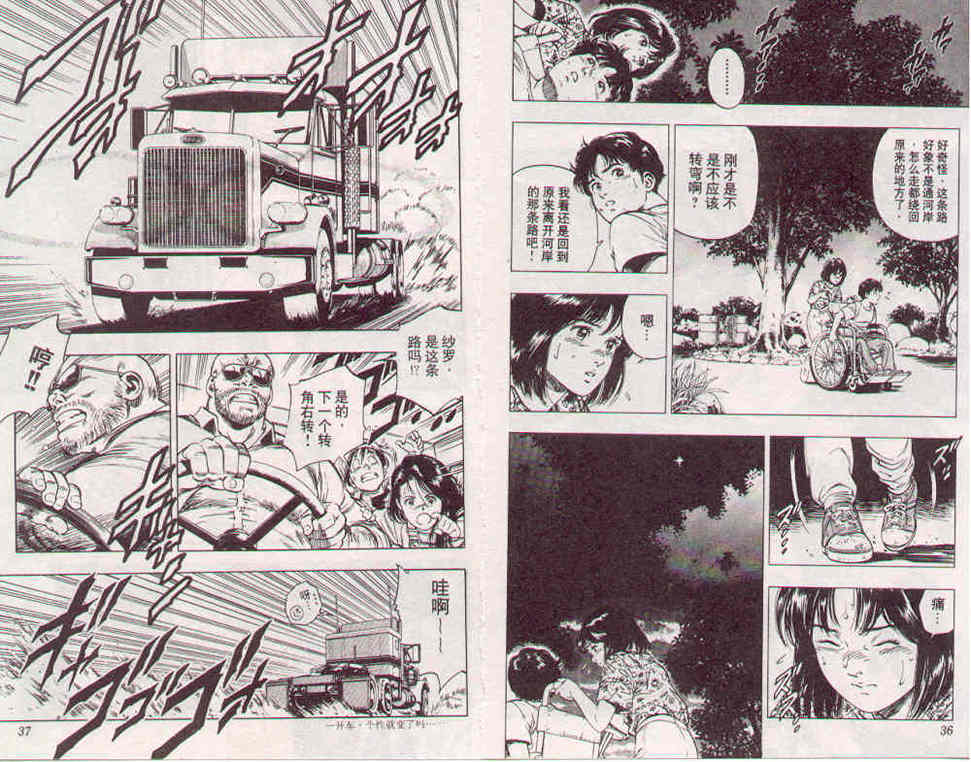 ………
好奇怪，这条路
好象不是通河岸
，怎么走都绕回
原来的地方了，
刚才是不
是不应该
转弯啊？
我看还是回到
原来离开河岸
的那条路吧！
嗯…
痛…
36
纱罗，
是这条
路吗!?
是的，
下一个转
角右转！
哼!!
哇啊～
呀…
一开车，个性就变了吗……
37